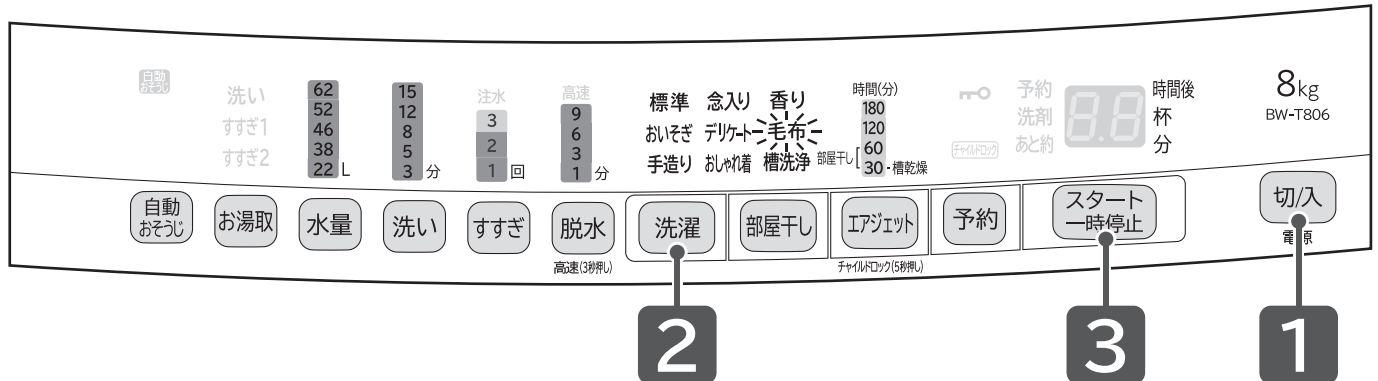 自動
おそうじ
洗い
すすぎ1
すすぎ2
62
52
46
38
22 L
15
12
8
5
3 分
注水
3
2
1 回
高速
9
6
3
1 分
標準 念入り 香り
おいそぎ デリケート 毛布
手造り おしゃれ着 槽洗浄
時間(分)
180
120
部屋干し[ 60
30 - 槽乾燥
チャイルドロック
予約
洗剤
あと約
8.8
時間後
杯
分
8kg
BW-T806
自動
おそうじ
お湯取
水量
洗い
すすぎ
脱水
高速(3秒押し)
洗濯
部屋干し
エアジェット
チャイルドロック(5秒押し)
予約
スタート
一時停止
切/入
電源
2
3
1